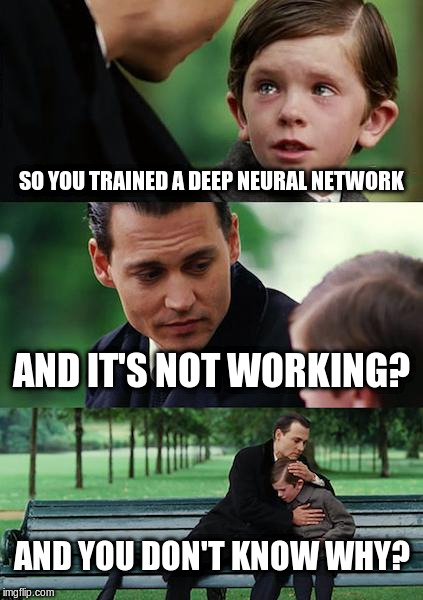 SO YOU TRAINED A DEEP NEURAL NETWORK
AND IT'S NOT WORKING?
AND YOU DON'T KNOW WHY?
imgflip.com